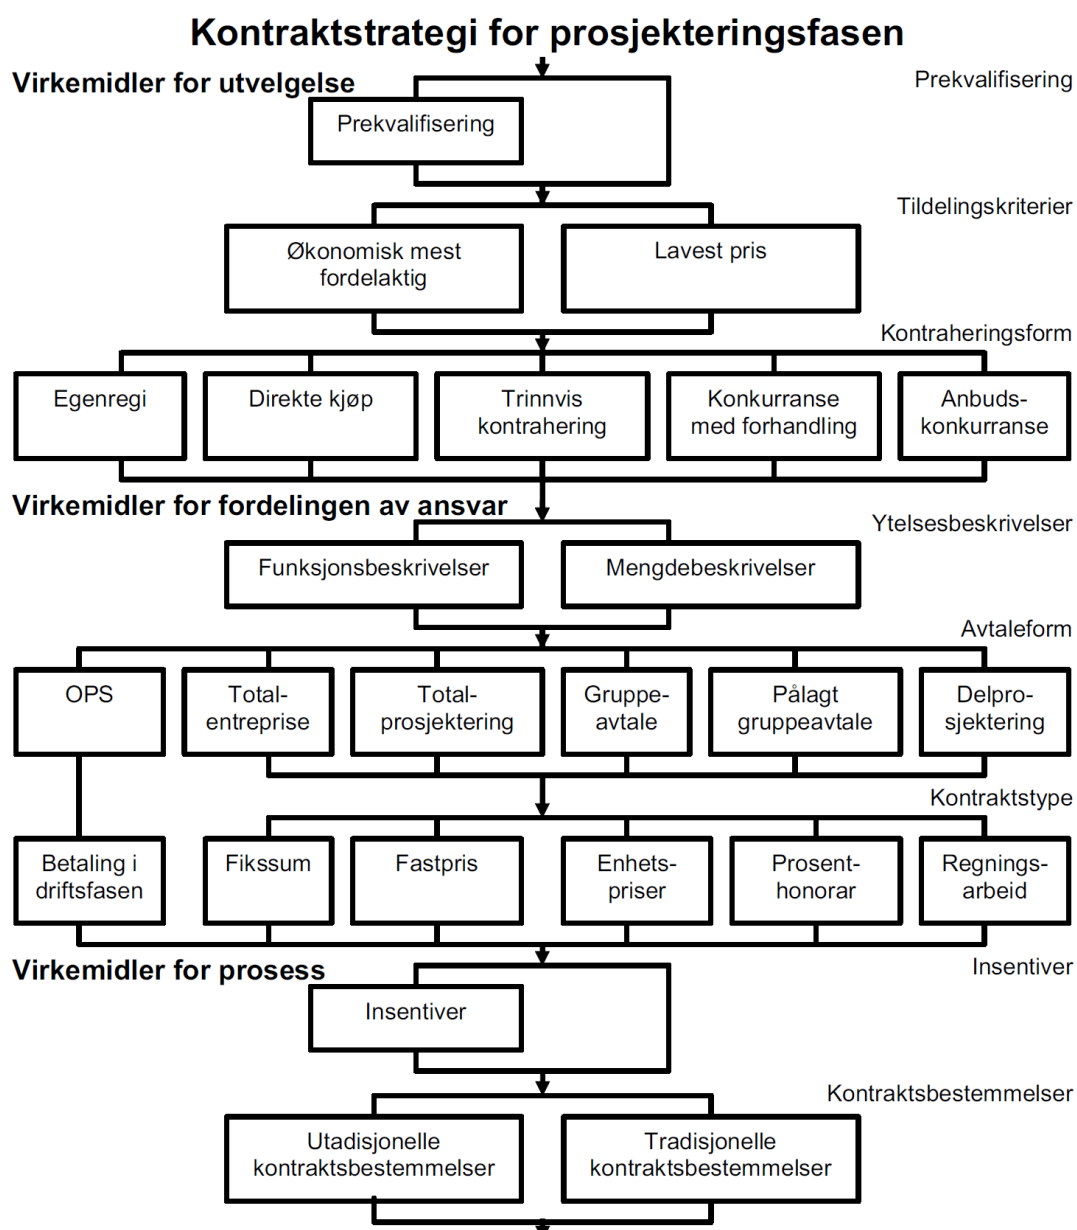 Kontraktstrategi for prosjekteringsfasen
Virkemidler for utvelgelse
Prekvalifisering
Prekvalifisering
Tildelingskriterier
Økonomisk mest
fordelaktig
Lavest pris
Kontraheringsform
Egenregi
Direkte kjøp
Trinnvis
kontrahering
Konkurranse
med forhandling
Anbuds-
konkurranse
Virkemidler for fordelingen av ansvar
Ytelsesbeskrivelser
Funksjonsbeskrivelser
Mengdebeskrivelser
Avtaleform
OPS
Total-
entreprise
Total-
prosjektering
Gruppe-
avtale
Pålagt
gruppeavtale
Delpro-
sjektering
Kontraktstype
Betaling i
driftsfasen
Fikssum
Fastpris
Enhets-
priser
Prosent-
honorar
Regnings-
arbeid
Virkemidler for prosess
Insentiver
Insentiver
Kontraktsbestemmelser
Utadisjonelle
kontraktsbestemmelser
Tradisjonelle
kontraktsbestemmelser